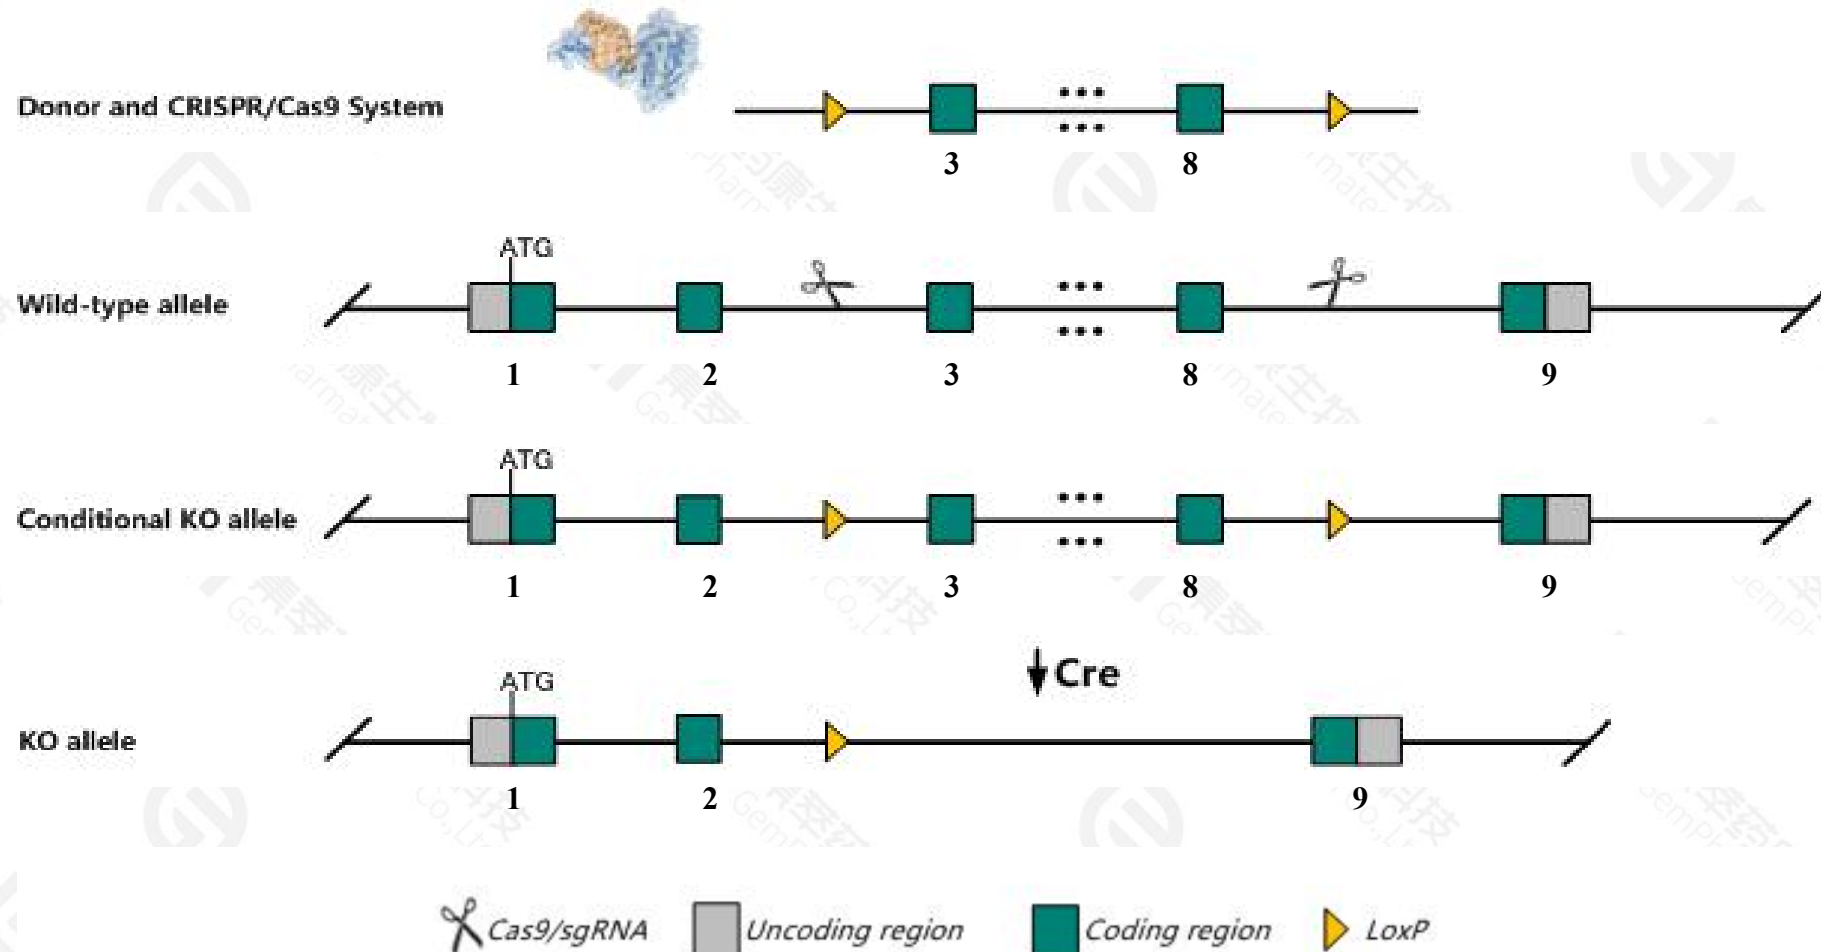 Donor and CRISPR/Cas9 System
3 8
ATG
Wild-type allele
1 2 3 8 9
ATG
Conditional KO allele
1 2 3 8 9
Cre
ATG
KO allele
1 2 9
Cas9/sgRNA Uncoding region Coding region LoxP